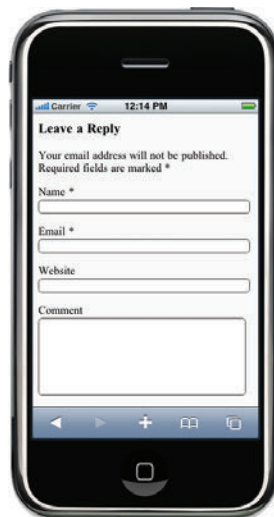 Carrier 12:14 PM
Leave a Reply
Your email address will not be published.
Required fields are marked *
Name *
Email *
Website
Comment